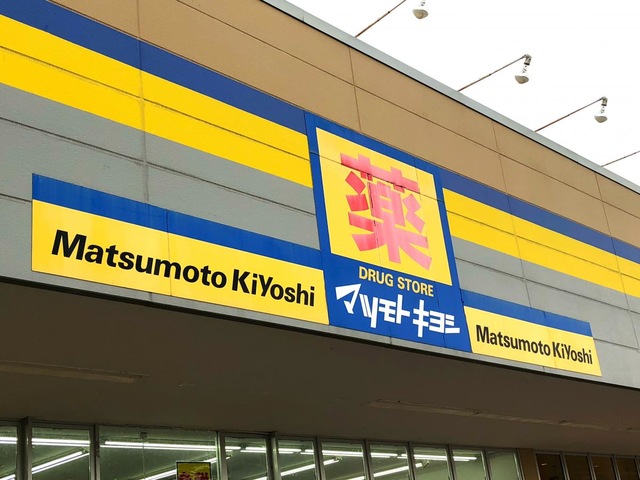 Matsumoto KiYoshi
薬
DRUG STORE
マツモトキヨシ
Matsumoto KiYoshi